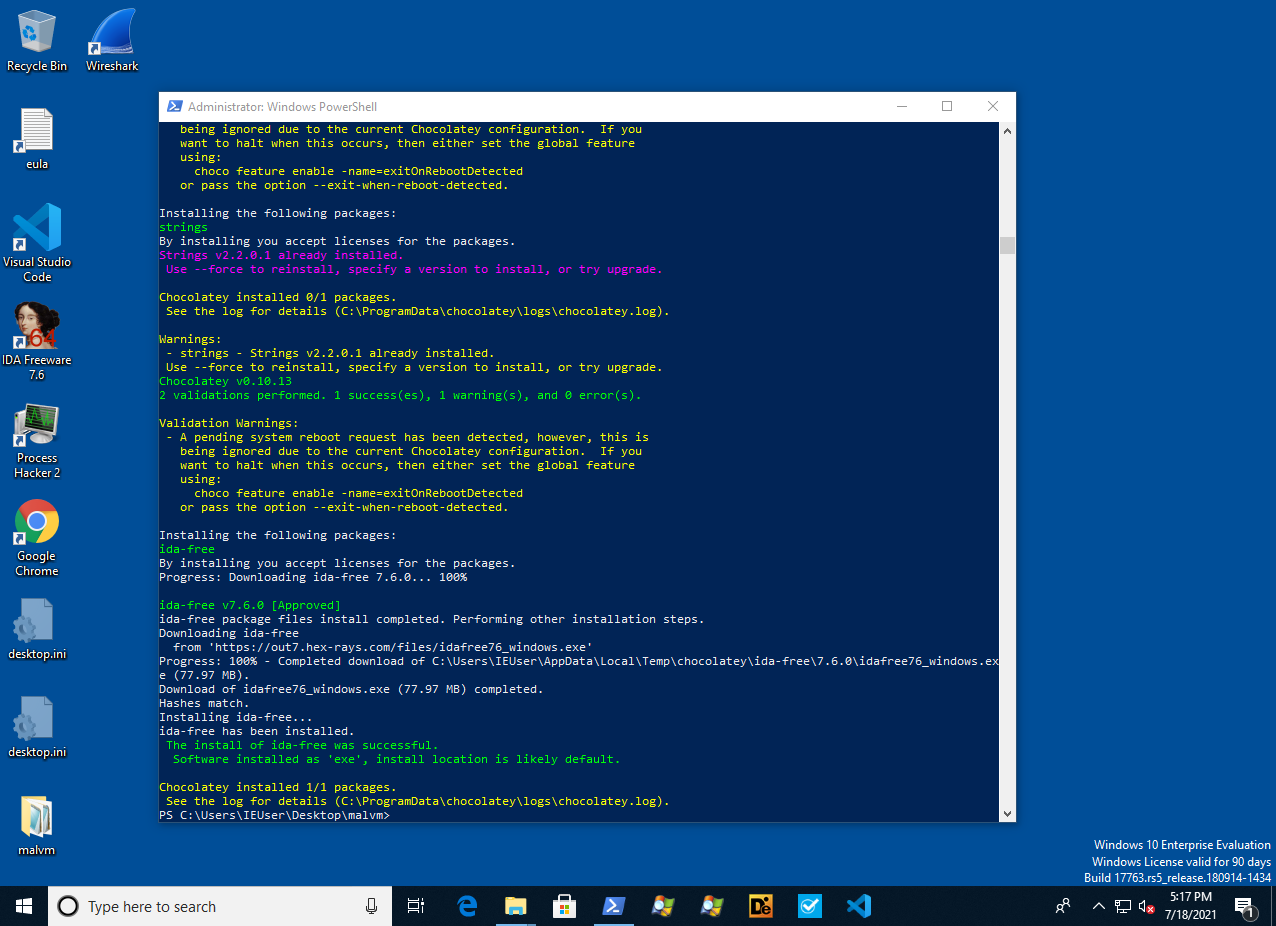 Recycle Bin
Wireshark
eula
Visual Studio
Code
IDA Freeware
7.6
64
Process
Hacker 2
Google
Chrome
desktop.ini
desktop.ini
malvm
Administrator: Windows PowerShell
being ignored due to the current Chocolatey configuration.  If you
want to halt when this occurs, then either set the global feature
using:
choco feature enable -name=exitOnRebootDetected
or pass the option --exit-when-reboot-detected.
Installing the following packages:
strings
By installing you accept licenses for the packages.
Strings v2.2.0.1 already installed.
Use --force to reinstall, specify a version to install, or try upgrade.
Chocolatey installed 0/1 packages.
See the log for details (C:\ProgramData\chocolatey\logs\chocolatey.log).
Warnings:
- strings - Strings v2.2.0.1 already installed.
Use --force to reinstall, specify a version to install, or try upgrade.
Chocolatey v0.10.13
2 validations performed. 1 success(es), 1 warning(s), and 0 error(s).
Validation Warnings:
- A pending system reboot request has been detected, however, this is
being ignored due to the current Chocolatey configuration.  If you
want to halt when this occurs, then either set the global feature
using:
choco feature enable -name=exitOnRebootDetected
or pass the option --exit-when-reboot-detected.
Installing the following packages:
ida-free
By installing you accept licenses for the packages.
Progress: Downloading ida-free 7.6.0... 100%
ida-free v7.6.0 [Approved]
ida-free package files install completed. Performing other installation steps.
Downloading ida-free
from 'https://out7.hex-rays.com/files/idafree76_windows.exe'
Progress: 100% - Completed download of C:\Users\IEUser\AppData\Local\Temp\chocolatey\ida-free\7.6.0\idafree76_windows.ex
e (77.97 MB).
Download of idafree76_windows.exe (77.97 MB) completed.
Hashes match.
Installing ida-free...
ida-free has been installed.
The install of ida-free was successful.
Software installed as 'exe', install location is likely default.
Chocolatey installed 1/1 packages.
See the log for details (C:\ProgramData\chocolatey\logs\chocolatey.log).
PS C:\Users\IEUser\Desktop\malvm>
Windows 10 Enterprise Evaluation
Windows License valid for 90 days
Build 17763.rs5_release.180914-1434
Type here to search
De
5:17 PM
7/18/2021
1